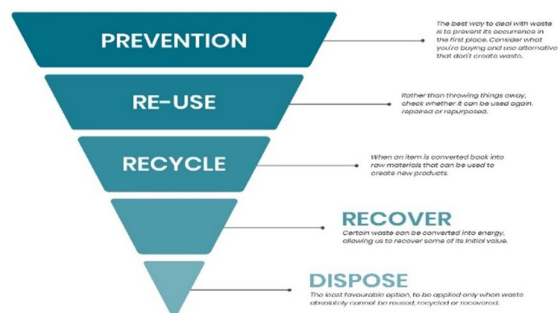 PREVENTION
The best way to deal with waste
is to prevent its occurrence in
the first place. Consider what
you're buying and use alternative
that don't create waste.
RE-USE
Rather than throwing things away,
check whether it can be used again,
repaired or repurposed.
RECYCLE
When an item is converted back into
raw materials that can be used to
create new products.
RECOVER
Certain waste can be converted into energy,
allowing us to recover some of its initial value.
DISPOSE
The least favourable option, to be applied only when waste
absolutely cannot be reused, recycled or recovered.